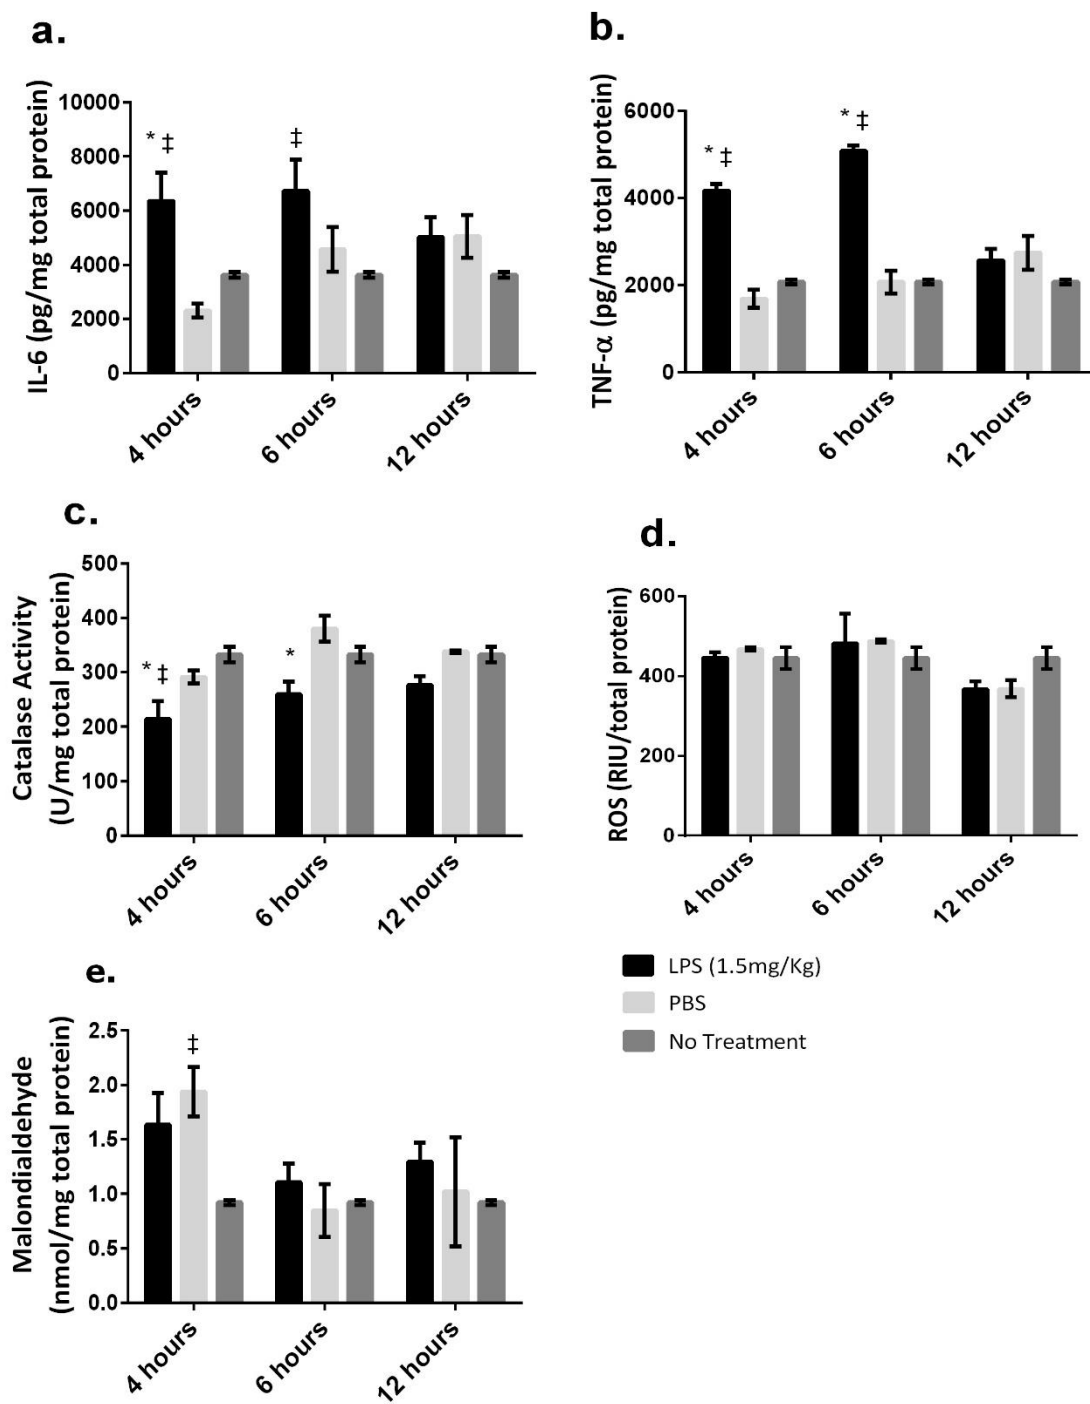 a.
IL-6 (pg/mg total protein)
10000
8000
6000
4000
2000
0
* ‡
‡
4 hours
6 hours
12 hours
b.
TNF-α (pg/mg total protein)
6000
4000
2000
0
* ‡
* ‡
4 hours
6 hours
12 hours
c.
Catalase Activity
(U/mg total protein)
500
400
300
200
100
0
* ‡
*
4 hours
6 hours
12 hours
d.
ROS (RIU/total protein)
600
400
200
0
4 hours
6 hours
12 hours
LPS (1.5mg/Kg)
PBS
No Treatment
e.
Malondialdehyde
(nmol/mg total protein)
2.5
2.0
1.5
1.0
0.5
0.0
‡
4 hours
6 hours
12 hours